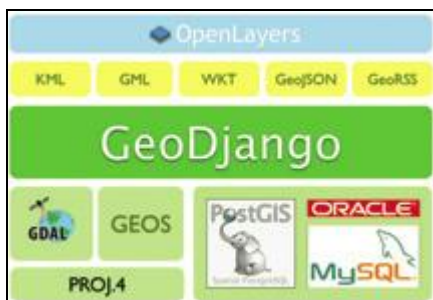 OpenLayers
KML GML WKT GeoJSON GeoRSS
GeoDjango
PostGIS ORACLE
GDAL GEOS
MySQL
PROJ.4